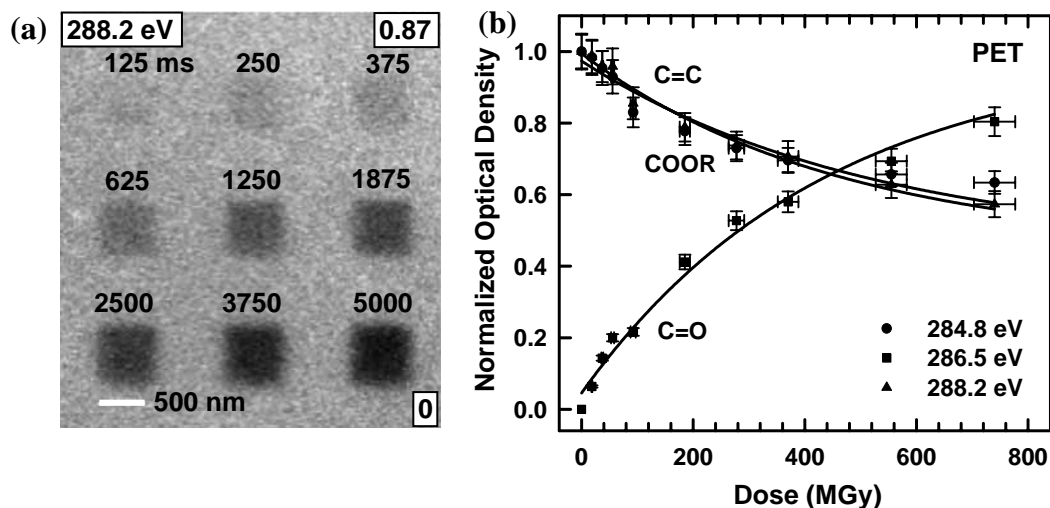 (a)
288.2 eV 0.87
125 ms 250 375
625 1250 1875
2500 3750 5000
500 nm
0
(b)
PET
C=C
COOR
C=O
284.8 eV
286.5 eV
288.2 eV
Normalized Optical Density
1.0
0.8
0.6
0.4
0.2
0.0
0 200 400 600 800
Dose (MGy)